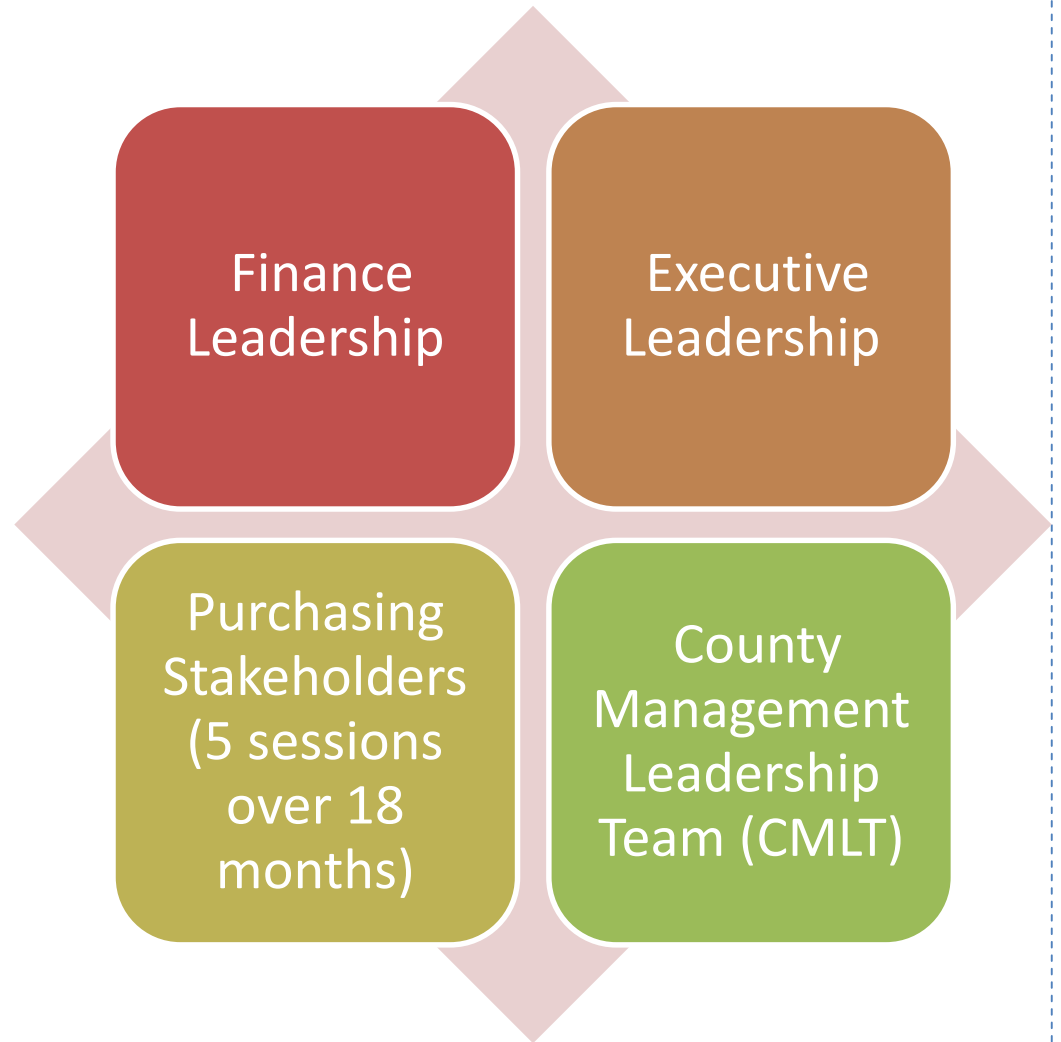 Finance
Leadership
Executive
Leadership
Purchasing
Stakeholders
(5 sessions
over 18
months)
County
Management
Leadership
Team (CMLT)